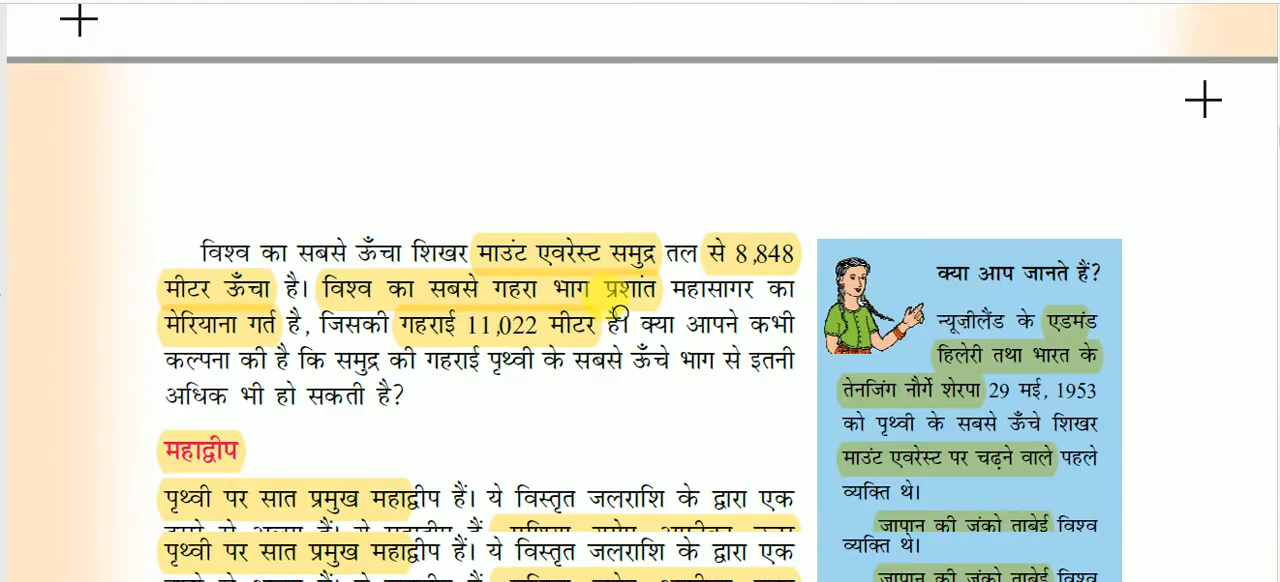 विश्व का सबसे ऊँचा शिखर माउंट एवरेस्ट समुद्र तल से 8,848
मीटर ऊँचा है। विश्व का सबसे गहरा भाग प्रशांत महासागर का
मेरियाना गर्त है, जिसकी गहराई 11,022 मीटर है। क्या आपने कभी
कल्पना की है कि समुद्र की गहराई पृथ्वी के सबसे ऊँचे भाग से इतनी
अधिक भी हो सकती है?
महाद्वीप
पृथ्वी पर सात प्रमुख महाद्वीप हैं। ये विस्तृत जलराशि के द्वारा एक
पृथ्वी पर सात प्रमुख महाद्वीप हैं। ये विस्तृत जलराशि के द्वारा एक
क्या आप जानते हैं?
न्यूज़ीलैंड के एडमंड
हिलेरी तथा भारत के
तेनजिंग नौर्गे शेरपा 29 मई, 1953
को पृथ्वी के सबसे ऊँचे शिखर
माउंट एवरेस्ट पर चढ़ने वाले पहले
व्यक्ति थे।
जापान की जंको ताबेई विश्व
व्यक्ति थे।
जापान की जंको ताबेई विश्व